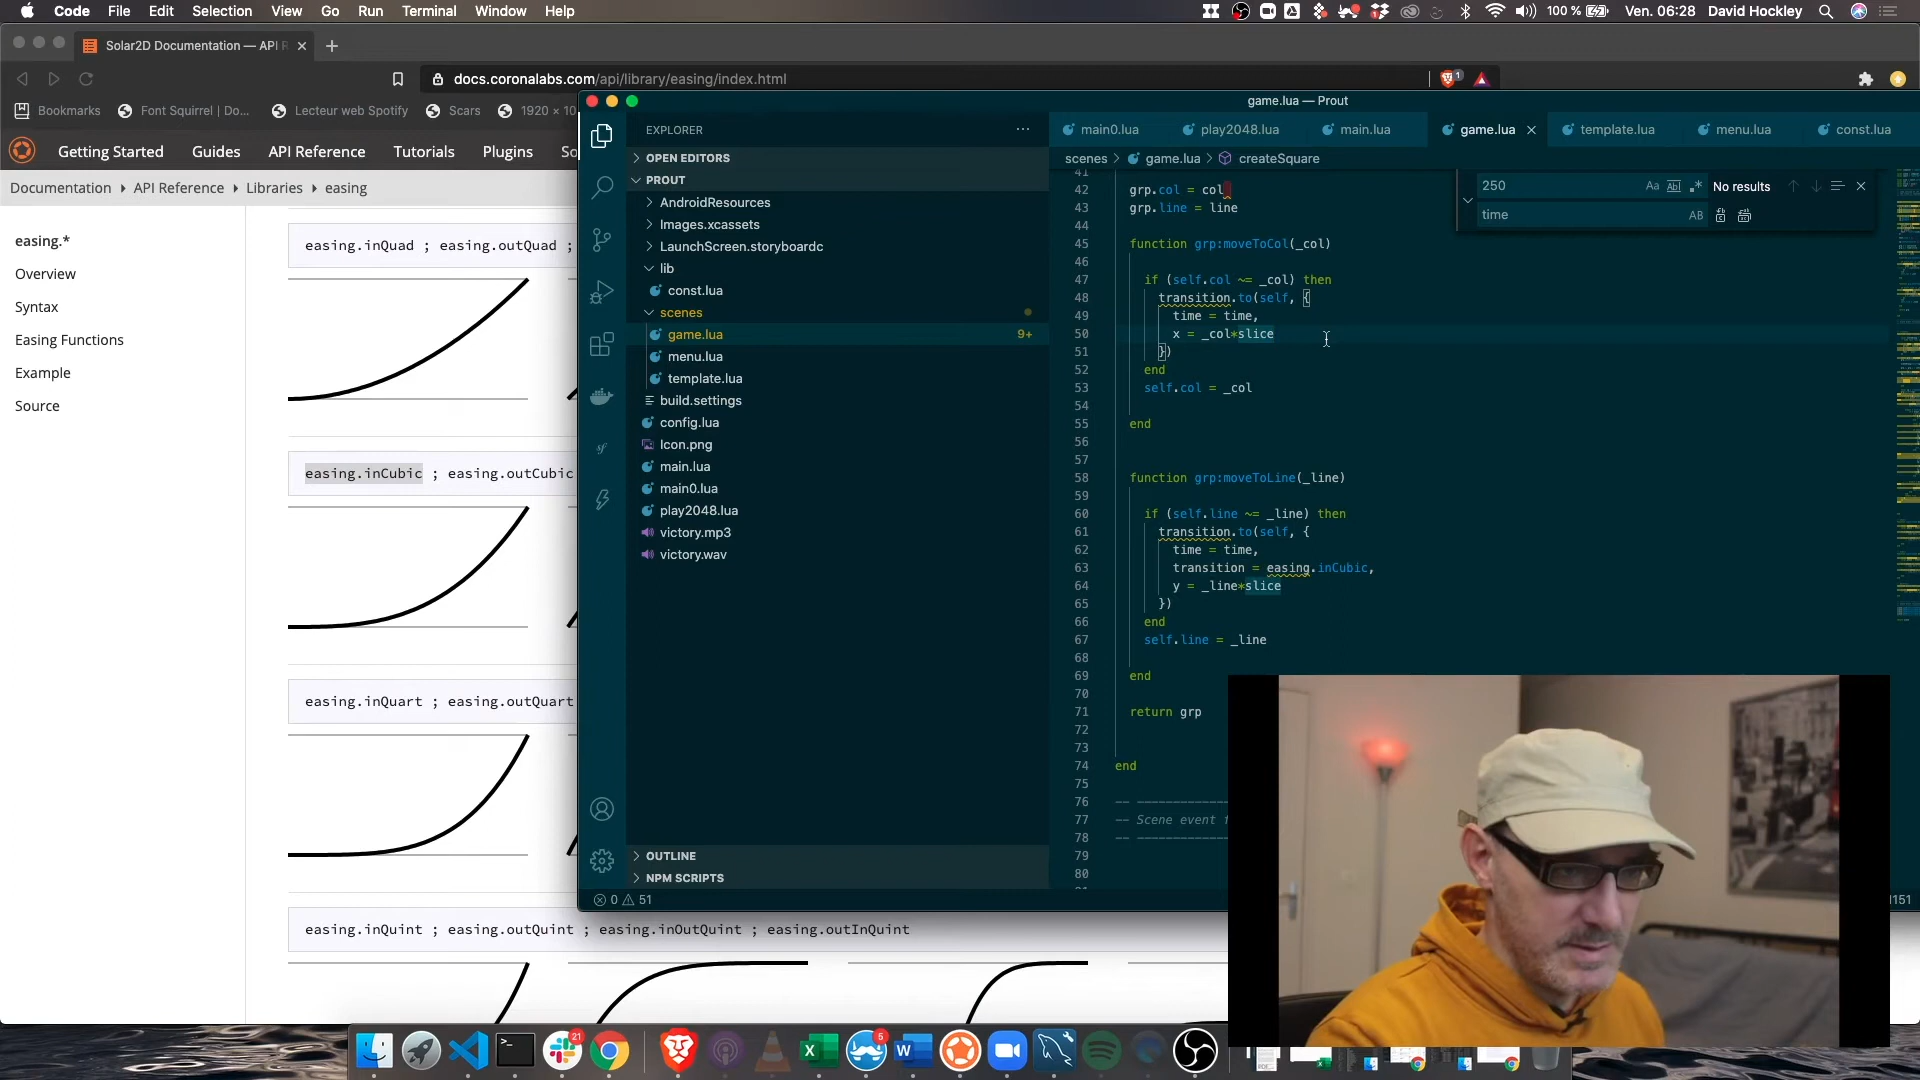 Code File Edit Selection View Go Run Terminal Window Help
100 % Ven. 06:28 David Hockley
Solar2D Documentation — API R
docs.coronalabs.com/api/library/easing/index.html
1
Bookmarks Font Squirrel | Do... Lecteur web Spotify Scars 1920 × 10
Getting Started Guides API Reference Tutorials Plugins So
Documentation API Reference Libraries easing
easing.*
Overview
Syntax
Easing Functions
Example
Source
easing.inQuad ; easing.outQuad ;
easing.inCubic ; easing.outCubic
easing.inQuart ; easing.outQuart
easing.inQuint ; easing.outQuint ; easing.inOutQuint ; easing.outInQuint
game.lua — Prout
EXPLORER ...
OPEN EDITORS
PROUT
AndroidResources
Images.xcassets
LaunchScreen.storyboardc
lib
const.lua
scenes
game.lua 9+
menu.lua
template.lua
build.settings
config.lua
Icon.png
main.lua
main0.lua
play2048.lua
victory.mp3
victory.wav
OUTLINE
NPM SCRIPTS
0 51
main0.lua play2048.lua main.lua game.lua template.lua menu.lua const.lua
scenes > game.lua > createSquare
250 Aa Abl .* No results
time AB
41
42 grp.col = col
43 grp.line = line
44
45 function grp:moveToCol(_col)
46
47 if (self.col ~= _col) then
48 transition.to(self, {
49 time = time,
50 x = _col*slice
51 })
52 end
53 self.col = _col
54
55 end
56
57
58 function grp:moveToLine(_line)
59
60 if (self.line ~= _line) then
61 transition.to(self, {
62 time = time,
63 transition = easing.inCubic,
64 y = _line*slice
65 })
66 end
67 self.line = _line
68
69 end
70
71 return grp
72
73
74 end
75
76 -- --------------
77 -- Scene event f
78 -- --------------
79
80
151
21
5